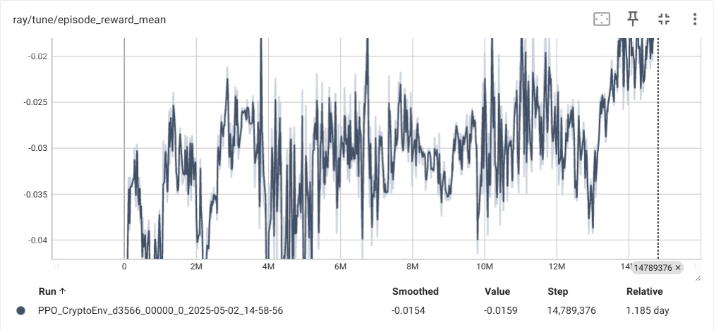 ray/tune/episode_reward_mean
-0.02
-0.025
-0.03
-0.035
-0.04
0 2M 4M 6M 8M 10M 12M 14789376 ×
Run ↑ Smoothed Value Step Relative
PPO_CryptoEnv_d3566_00000_0_2025-05-02_14-58-56 -0.0154 -0.0159 14,789,376 1.185 day